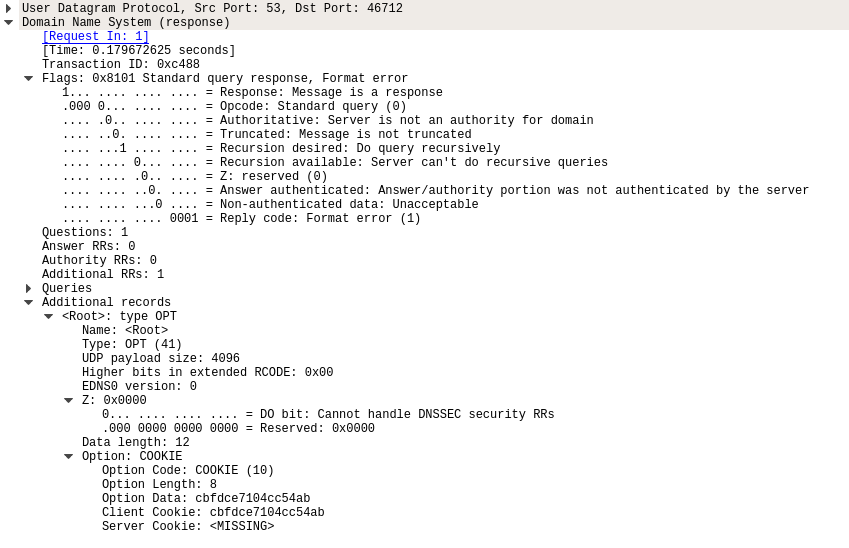 User Datagram Protocol, Src Port: 53, Dst Port: 46712
Domain Name System (response)
[Request In: 1]
[Time: 0.179672625 seconds]
Transaction ID: 0xc488
Flags: 0x8101 Standard query response, Format error
1... .... .... .... = Response: Message is a response
.000 0... .... .... = Opcode: Standard query (0)
.... .0.. .... .... = Authoritative: Server is not an authority for domain
.... ..0. .... .... = Truncated: Message is not truncated
.... ...1 .... .... = Recursion desired: Do query recursively
.... .... 0... .... = Recursion available: Server can't do recursive queries
.... .... .0.. .... = Z: reserved (0)
.... .... ..0. .... = Answer authenticated: Answer/authority portion was not authenticated by the server
.... .... ...0 .... = Non-authenticated data: Unacceptable
.... .... .... 0001 = Reply code: Format error (1)
Questions: 1
Answer RRs: 0
Authority RRs: 0
Additional RRs: 1
Queries
Additional records
<Root>: type OPT
Name: <Root>
Type: OPT (41)
UDP payload size: 4096
Higher bits in extended RCODE: 0x00
EDNS0 version: 0
Z: 0x0000
0... .... .... .... = DO bit: Cannot handle DNSSEC security RRs
.000 0000 0000 0000 = Reserved: 0x0000
Data length: 12
Option: COOKIE
Option Code: COOKIE (10)
Option Length: 8
Option Data: cbfdce7104cc54ab
Client Cookie: cbfdce7104cc54ab
Server Cookie: <MISSING>